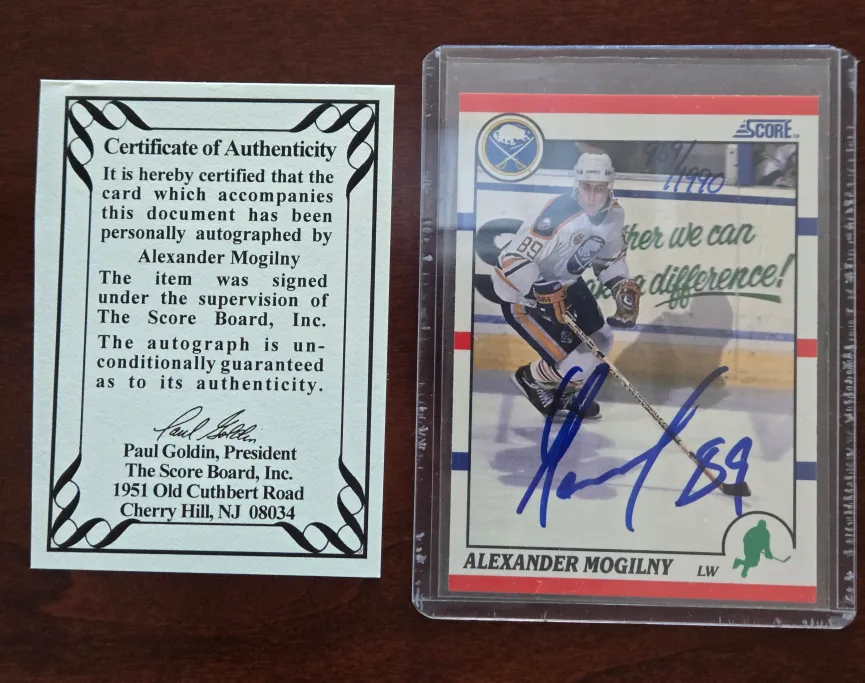 Certificate of Authenticity
It is hereby certified that the
card which accompanies
this document has been
personally autographed by
Alexander Mogilny
The item was signed
under the supervision of
The Score Board, Inc.
The autograph is un-
conditionally guaranteed
as to its authenticity.
Paul Goldin
Paul Goldin, President
The Score Board, Inc.
1951 Old Cuthbert Road
Cherry Hill, NJ 08034
SCORE
/1990
ther we can
a difference!
89
89
ALEXANDER MOGILNY LW